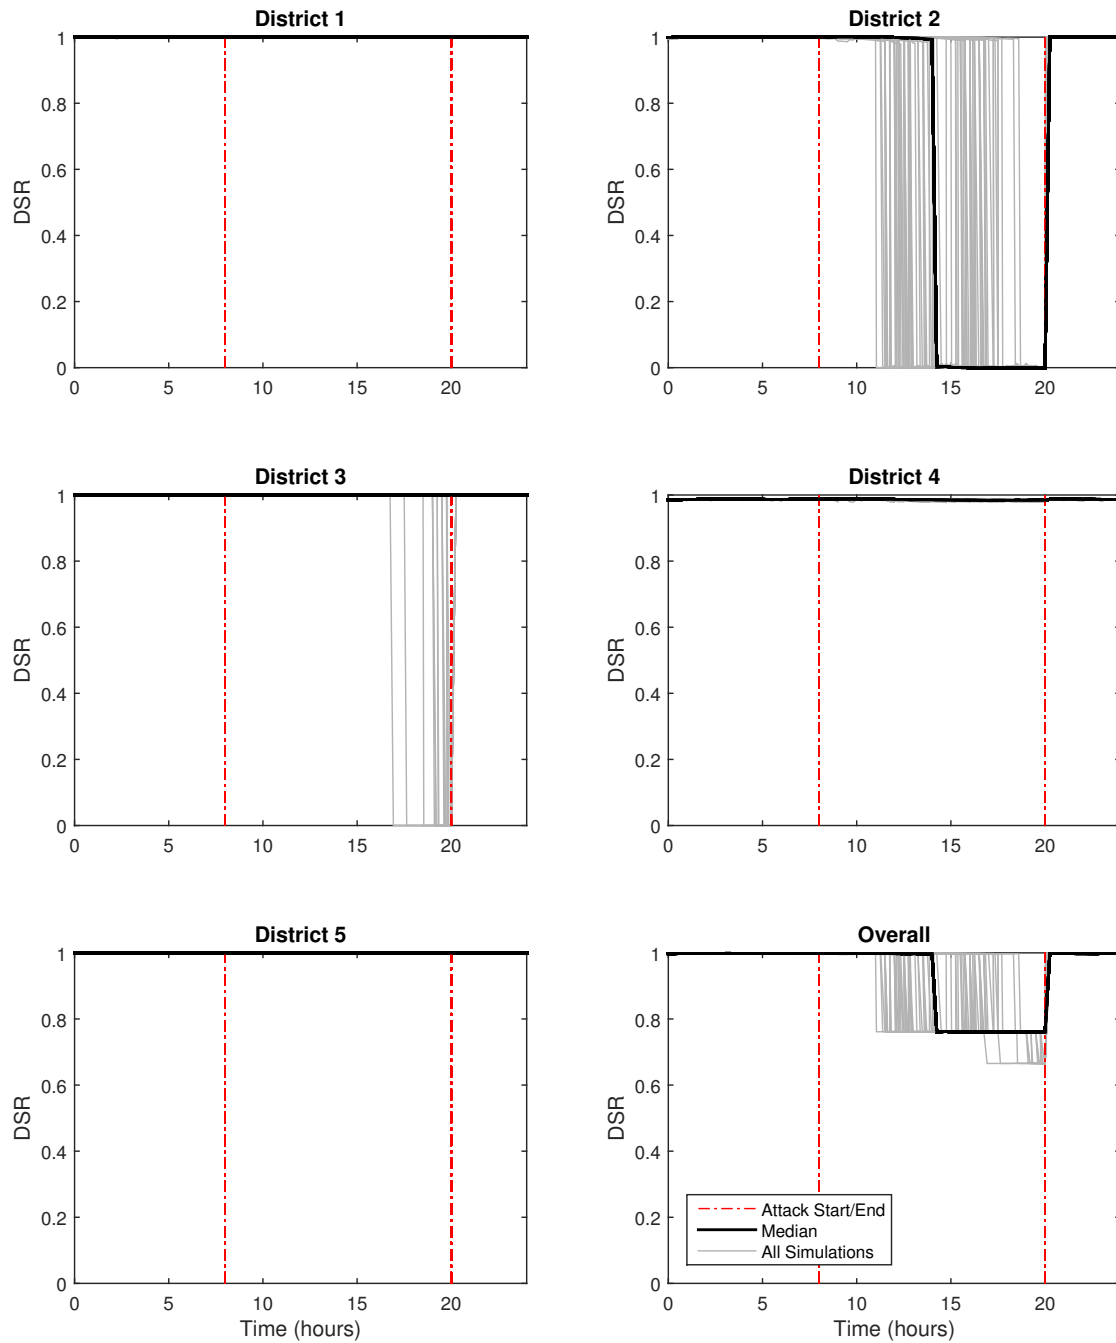 District 1
1
0.8
0.6
0.4
0.2
0
DSR
0 5 10 15 20
District 2
1
0.8
0.6
0.4
0.2
0
DSR
0 5 10 15 20
District 3
1
0.8
0.6
0.4
0.2
0
DSR
0 5 10 15 20
District 4
1
0.8
0.6
0.4
0.2
0
DSR
0 5 10 15 20
District 5
1
0.8
0.6
0.4
0.2
0
DSR
0 5 10 15 20
Time (hours)
Overall
1
0.8
0.6
0.4
0.2
0
DSR
Attack Start/End
Median
All Simulations
0 5 10 15 20
Time (hours)